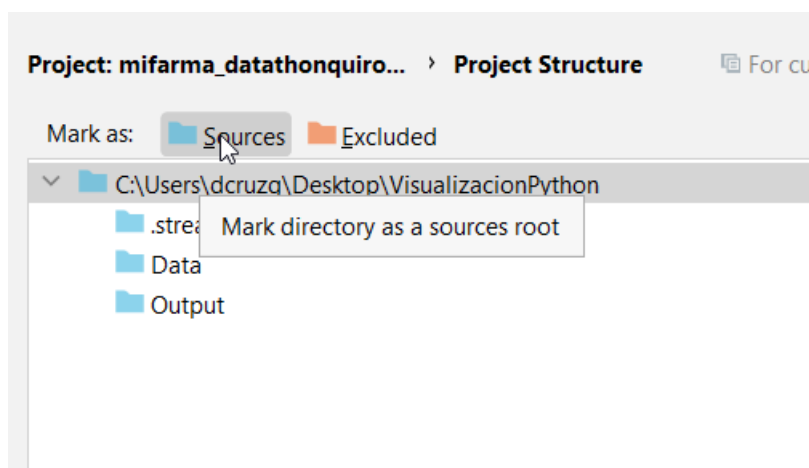 Project: mifarma_datathonquiro... › Project Structure For cu
Mark as: Sources Excluded
C:\Users\dcruzq\Desktop\VisualizacionPython
.strea
Mark directory as a sources root
Data
Output